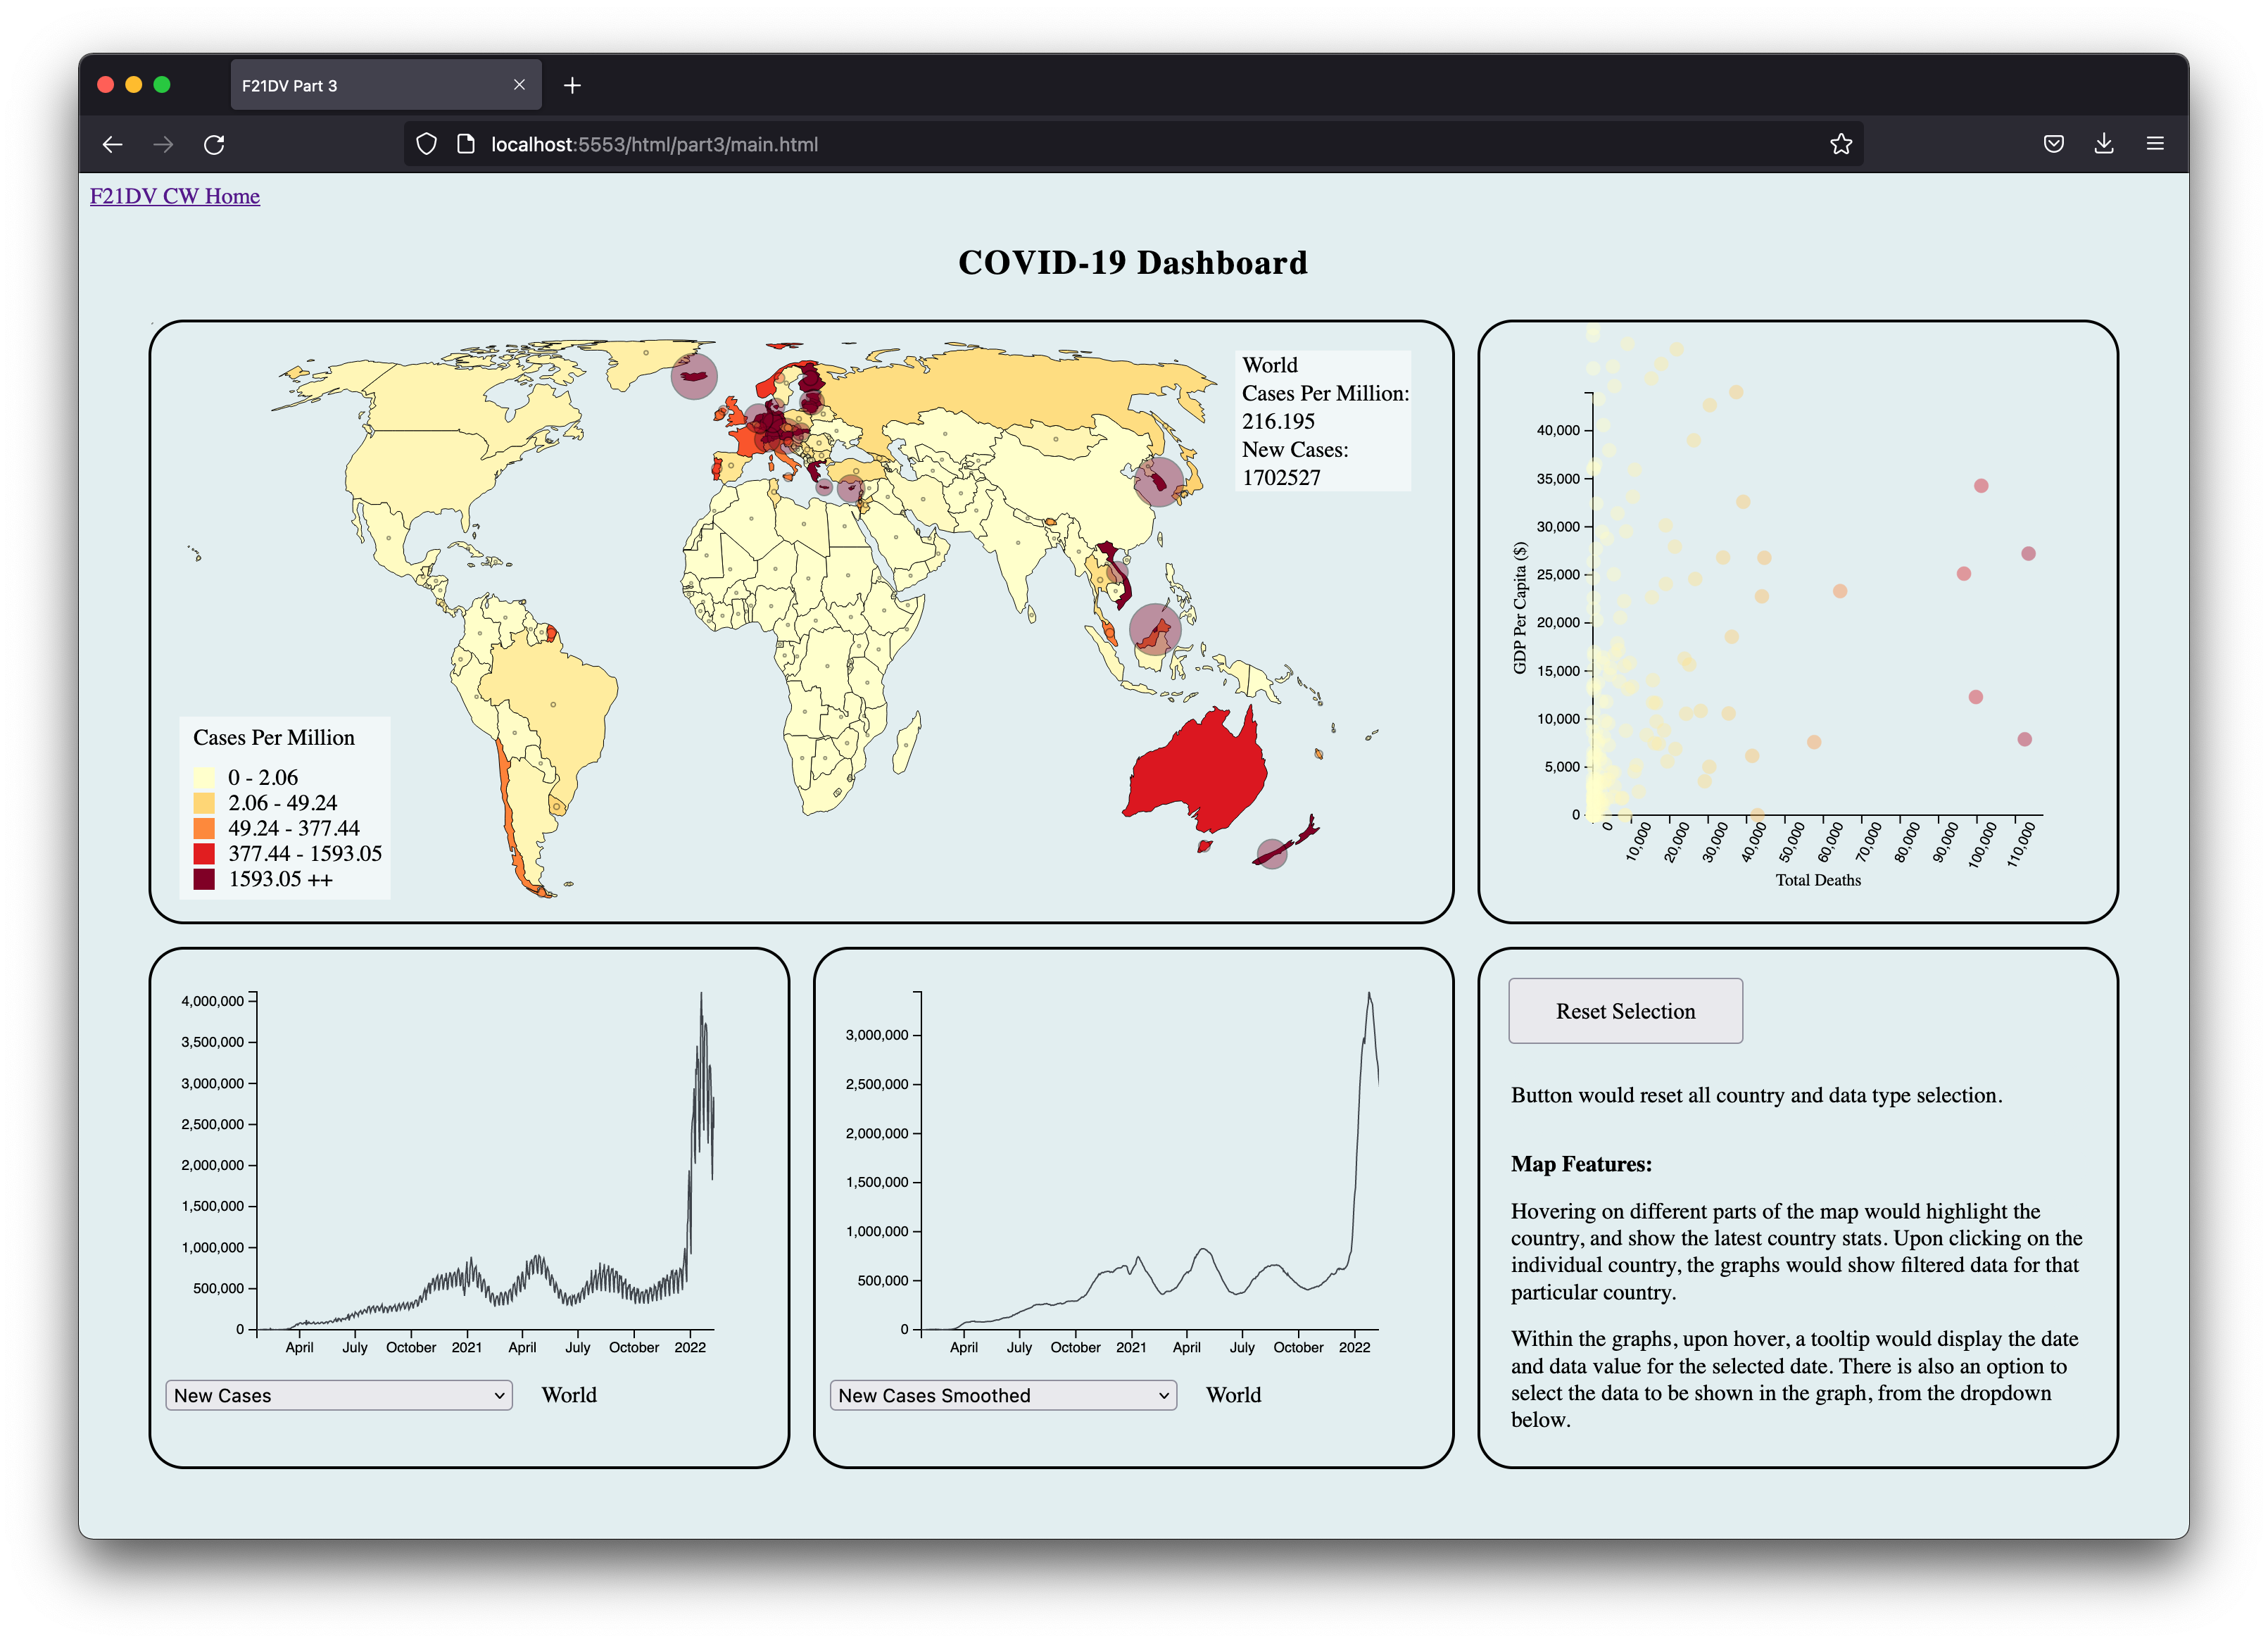 F21DV Part 3
localhost:5553/html/part3/main.html
F21DV CW Home
COVID-19 Dashboard
World
Cases Per Million:
216.195
New Cases:
1702527
Cases Per Million
0 - 2.06
2.06 - 49.24
49.24 - 377.44
377.44 - 1593.05
1593.05 ++
GDP Per Capita ($)
40,000
35,000
30,000
25,000
20,000
15,000
10,000
5,000
0
0 10,000 20,000 30,000 40,000 50,000 60,000 70,000 80,000 90,000 100,000 110,000
Total Deaths
4,000,000
3,500,000
3,000,000
2,500,000
2,000,000
1,500,000
1,000,000
500,000
0
April July October 2021 April July October 2022
New Cases World
3,000,000
2,500,000
2,000,000
1,500,000
1,000,000
500,000
0
April July October 2021 April July October 2022
New Cases Smoothed World
Reset Selection
Button would reset all country and data type selection.
Map Features:
Hovering on different parts of the map would highlight the
country, and show the latest country stats. Upon clicking on the
individual country, the graphs would show filtered data for that
particular country.
Within the graphs, upon hover, a tooltip would display the date
and data value for the selected date. There is also an option to
select the data to be shown in the graph, from the dropdown
below.